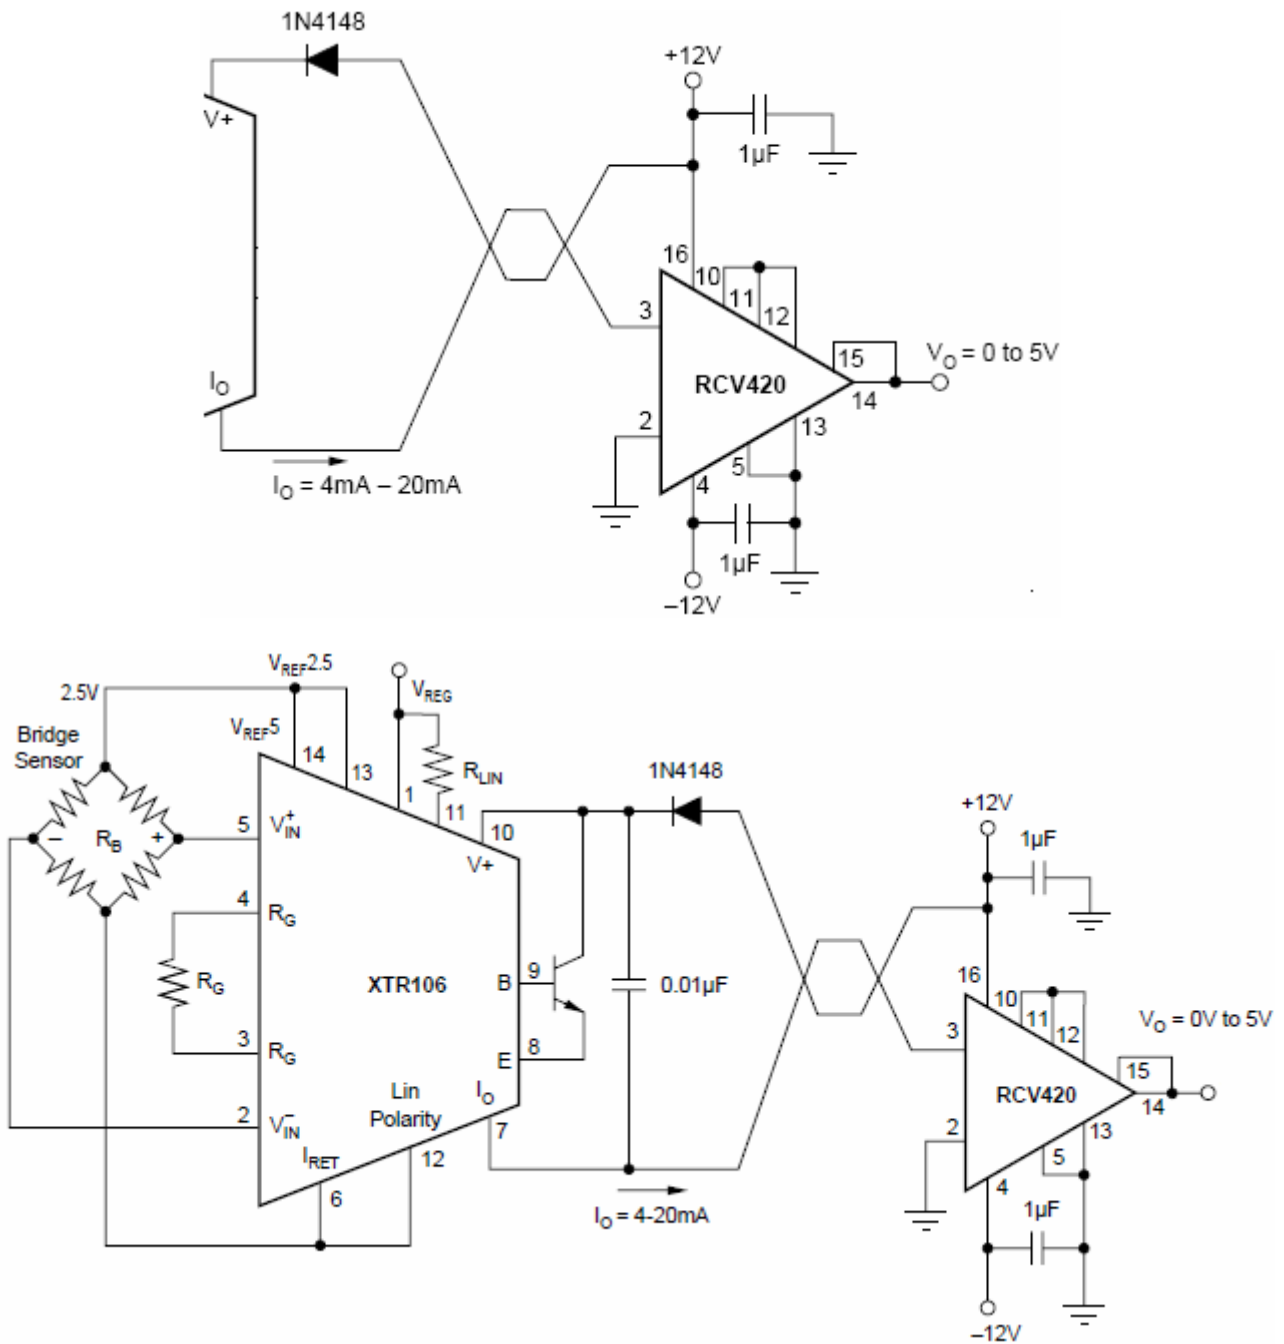 1N4148
+12V
V+
1µF
16
10
11
12
3
15
V_O = 0 to 5V
RCV420
14
I_O
2
13
5
4
I_O = 4mA – 20mA
1µF
–12V
V_REF2.5
2.5V
V_REG
V_REF5
Bridge
Sensor
14
13
R_LIN
1N4148
1
11
+12V
1µF
5
V_IN^+
10
V+
– R_B +
4
R_G
16
10
11
12
V_O = 0V to 5V
R_G
XTR106
B
9
0.01µF
3
15
3
R_G
E
8
RCV420
14
Lin
Polarity
I_O
2
2
V_IN^–
7
13
I_RET
12
5
4
6
I_O = 4-20mA
1µF
–12V